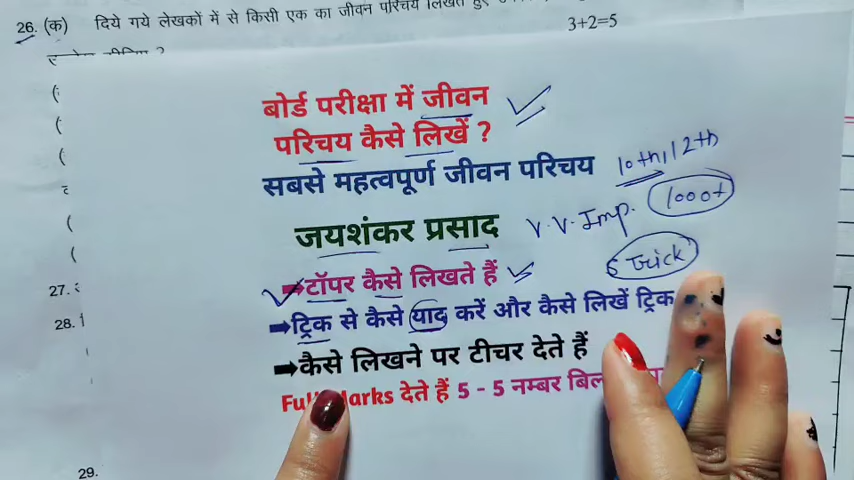 26. (क) दिये गये लेखकों में से किसी एक का जीवन परिचय लिखते हुए
3+2=5
बोर्ड परीक्षा में जीवन
परिचय कैसे लिखें ?
सबसे महत्वपूर्ण जीवन परिचय
10th, 12th
1000+
जयशंकर प्रसाद
V.V. Imp.
Trick
➡टॉपर कैसे लिखते हैं
➡ट्रिक से कैसे याद करें और कैसे लिखें ट्रिक
➡कैसे लिखने पर टीचर देते हैं
Full Marks देते हैं 5 - 5 नम्बर
27.
28.
29.